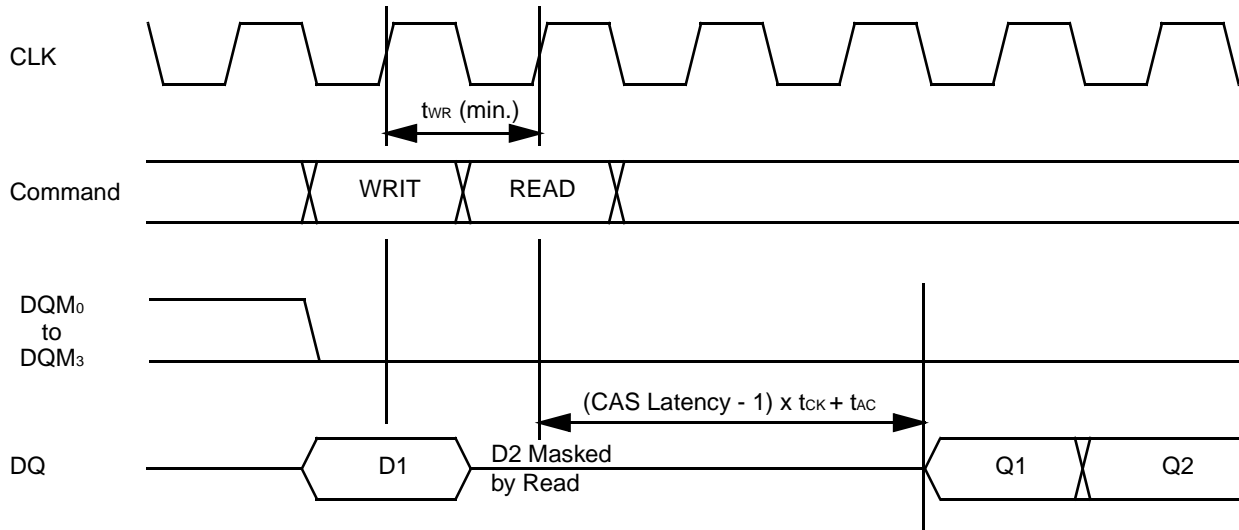 CLK
tWR (min.)
Command
WRIT
READ
DQM0
to
DQM3
(CAS Latency - 1) x tCK + tAC
DQ
D1
D2 Masked
by Read
Q1
Q2